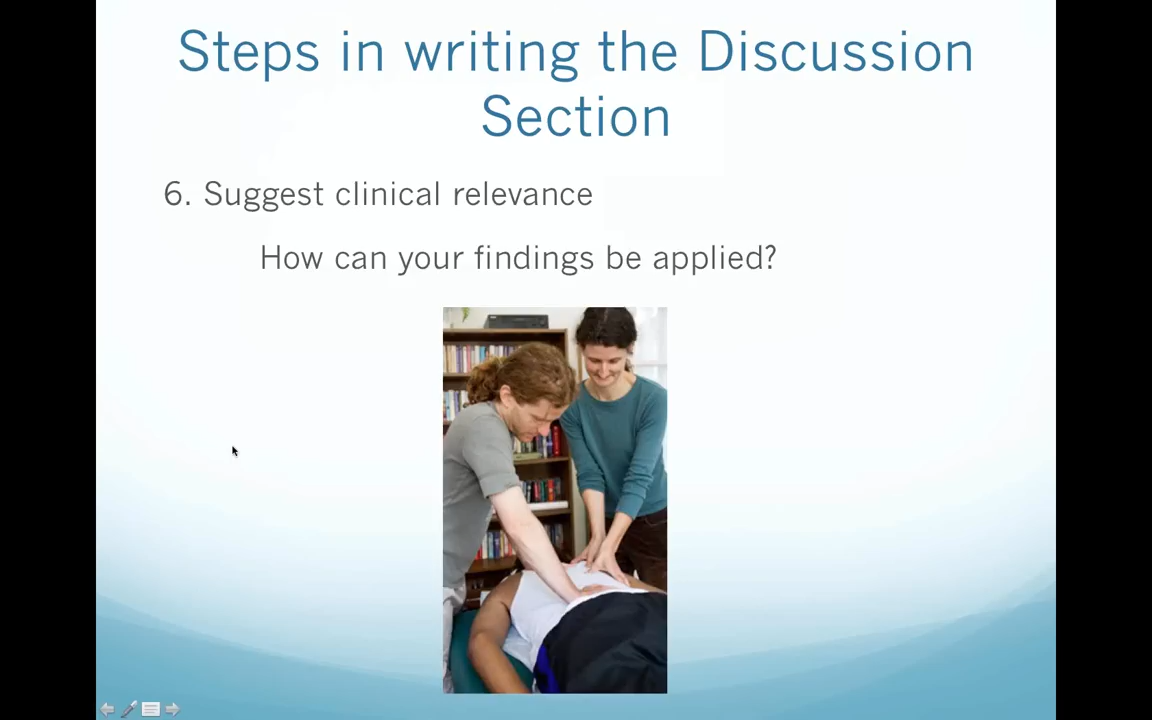 Steps in writing the Discussion
Section
6. Suggest clinical relevance
How can your findings be applied?